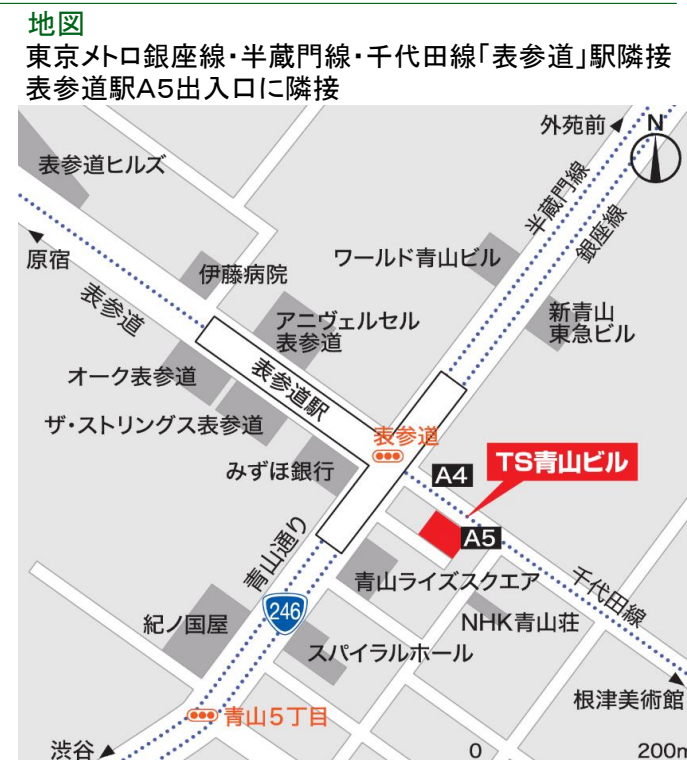 地図
東京メトロ銀座線・半蔵門線・千代田線「表参道」駅隣接
表参道駅A5出入口に隣接
外苑前
N
表参道ヒルズ
半蔵門線
銀座線
原宿
ワールド青山ビル
伊藤病院
表参道
アニヴェルセル
表参道
新青山
東急ビル
オーク表参道
表参道駅
ザ・ストリングス表参道
表参道
みずほ銀行
A4
TS青山ビル
A5
青山通り
青山ライズスクエア
千代田線
246
紀ノ国屋
NHK青山荘
スパイラルホール
根津美術館
青山5丁目
渋谷
0
200m